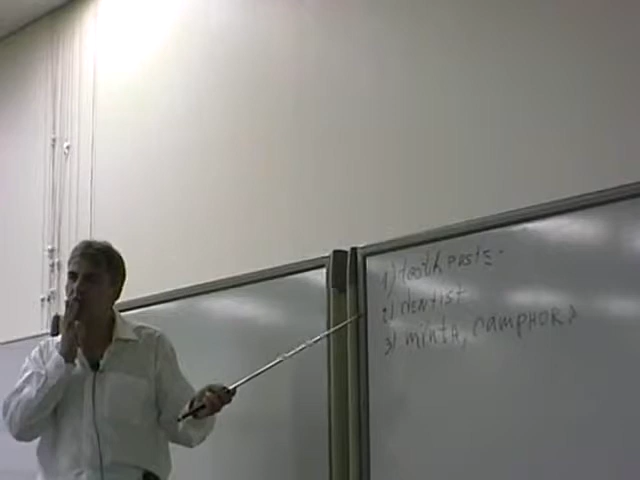 1) tooth paste
2) dentist
3) minta, camphor